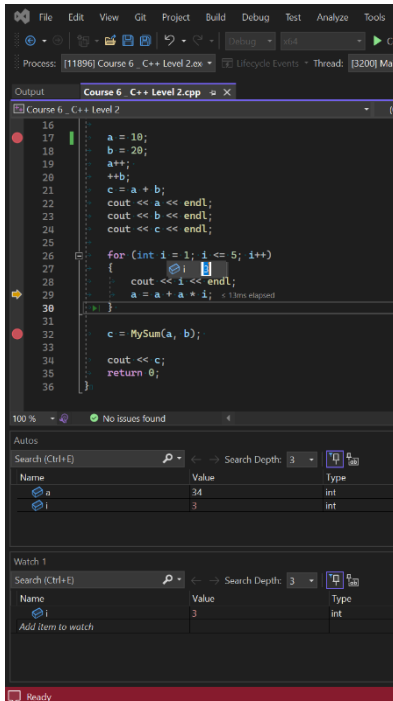 File Edit View Git Project Build Debug Test Analyze Tools
Debug x64
Process: [11896] Course 6 _ C++ Level 2.ex Lifecycle Events Thread: [3200] Ma
Output Course 6 _ C++ Level 2.cpp
Course 6 _ C++ Level 2
16
17 a = 10;
18 b = 20;
19 a++;
20 ++b;
21 c = a + b;
22 cout << a << endl;
23 cout << b << endl;
24 cout << c << endl;
25
26 for (int i = 1; i <= 5; i++)
27 { i 3
28 cout << i << endl;
29 a = a + a * i; ≤ 13ms elapsed
30 }
31
32 c = MySum(a, b);
33
34 cout << c;
35 return 0;
36 }
100 % No issues found
Autos
Search (Ctrl+E) Search Depth: 3
Name Value Type
a 34 int
i 3 int
Watch 1
Search (Ctrl+E) Search Depth: 3
Name Value Type
i 3 int
Add item to watch
Ready